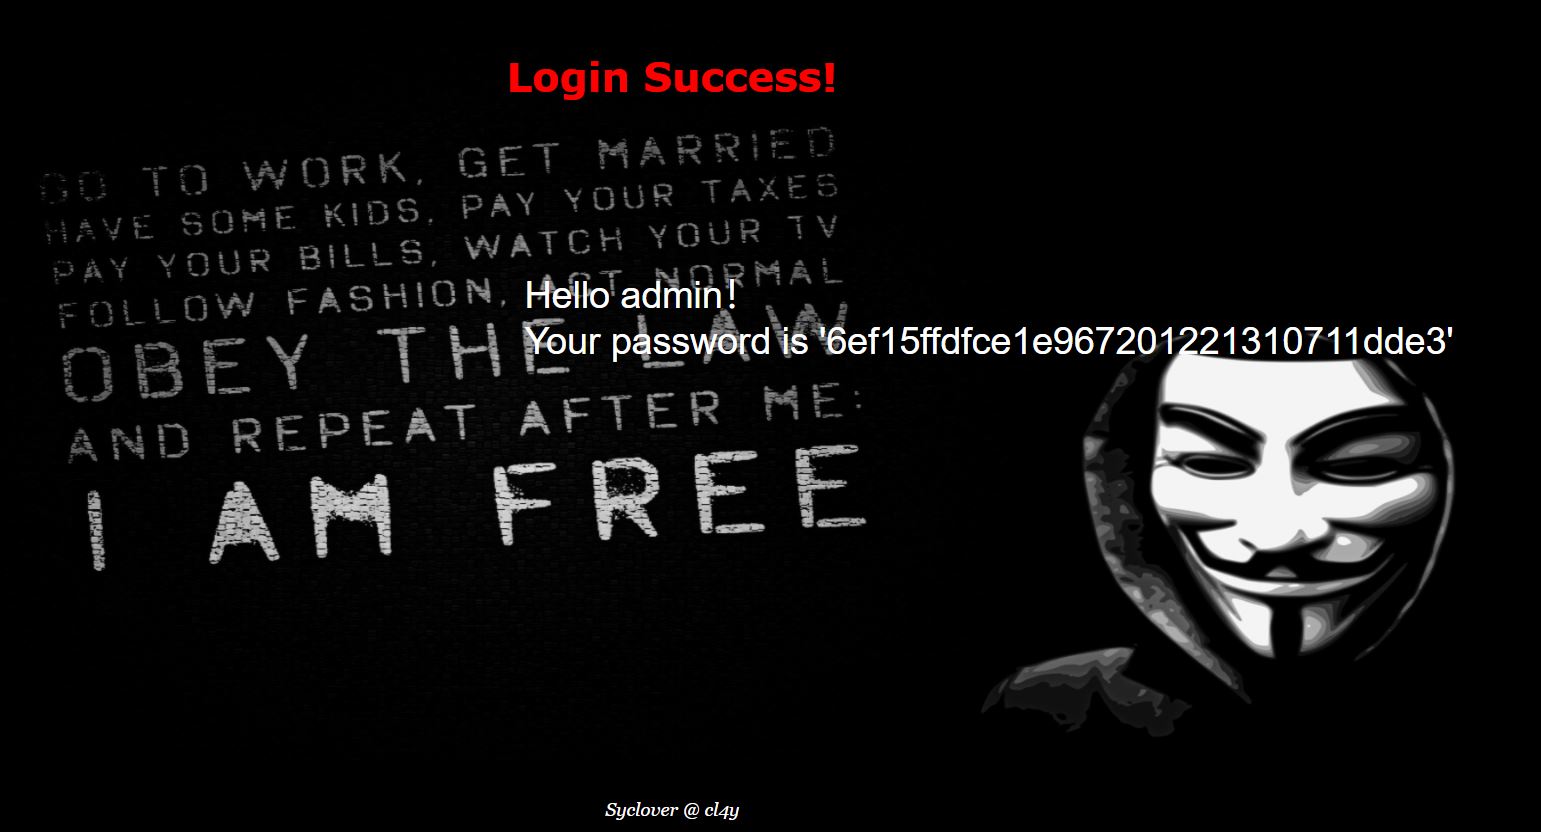 Login Success!
GO TO WORK, GET MARRIED
HAVE SOME KIDS, PAY YOUR TAXES
PAY YOUR BILLS, WATCH YOUR TV
FOLLOW FASHION, ACT NORMAL
OBEY THE LAW
AND REPEAT AFTER ME:
I AM FREE
Hello admin!
Your password is '6ef15ffdfce1e967201221310711dde3'
Syclover @ cl4y